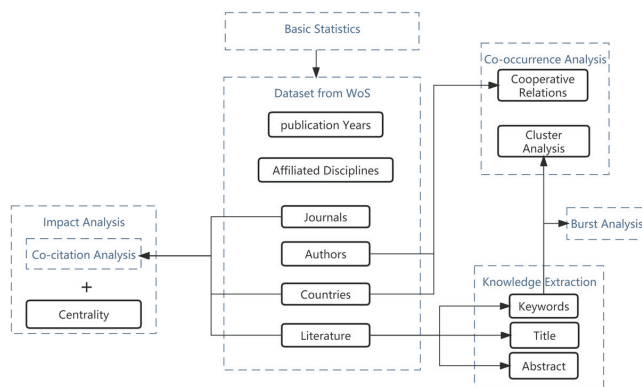 Basic Statistics
Dataset from WoS
publication Years
Affiliated Disciplines
Journals
Authors
Countries
Literature
Impact Analysis
Co-citation Analysis
+
Centrality
Co-occurrence Analysis
Cooperative
Relations
Cluster
Analysis
Burst Analysis
Knowledge Extraction
Keywords
Title
Abstract